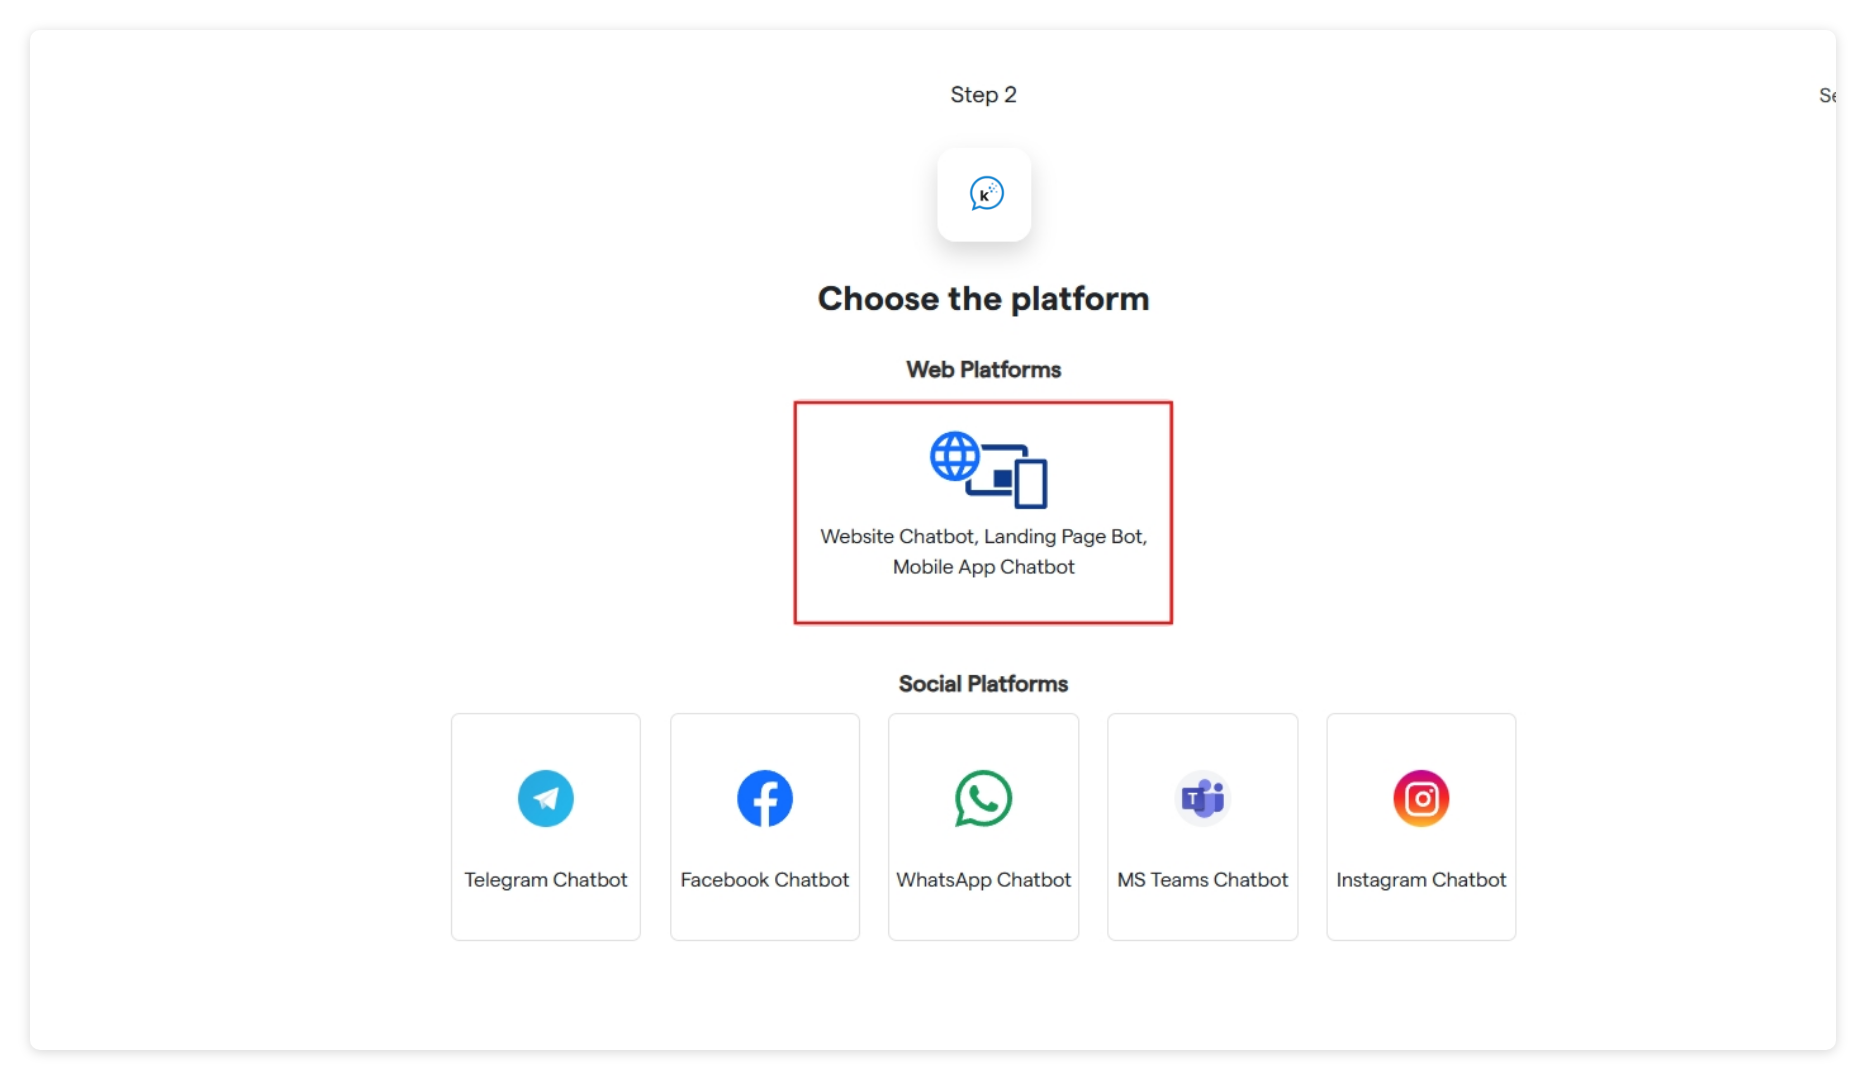 Step 2
k
Choose the platform
Web Platforms
Website Chatbot, Landing Page Bot,
Mobile App Chatbot
Social Platforms
Telegram Chatbot
Facebook Chatbot
WhatsApp Chatbot
MS Teams Chatbot
Instagram Chatbot